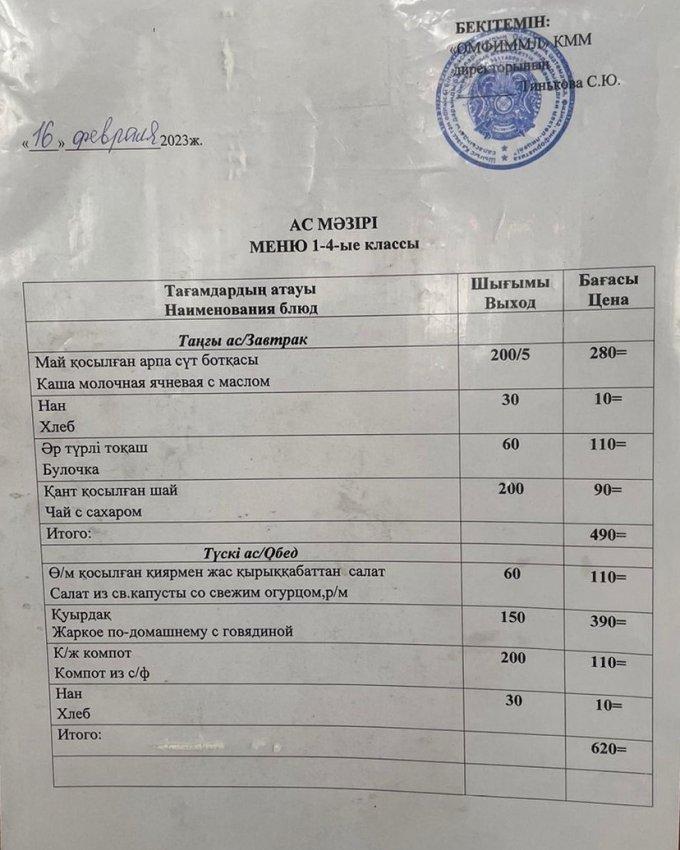 БЕКІТЕМІН:
«ОМФИММЛ» КММ
директорының
Тинькова С.Ю.
«16» февраля 2023ж.
АС МӘЗІРІ
МЕНЮ 1-4-ые классы
Тағамдардың атауы Шығымы Бағасы
Наименования блюд Выход Цена
Таңғы ас/Завтрак
Май қосылған арпа сүт ботқасы 200/5 280=
Каша молочная ячневая с маслом
Нан 30 10=
Хлеб
Әр түрлі тоқаш 60 110=
Булочка
Қант қосылған шай 200 90=
Чай с сахаром
Итого: 490=
Түскі ас/Обед
Ө/м қосылған қиярмен жас қырыққабаттан салат 60 110=
Салат из св.капусты со свежим огурцом,р/м
Қуырдақ 150 390=
Жаркое по-домашнему с говядиной
К/ж компот 200 110=
Компот из с/ф
Нан 30 10=
Хлеб
Итого: 620=